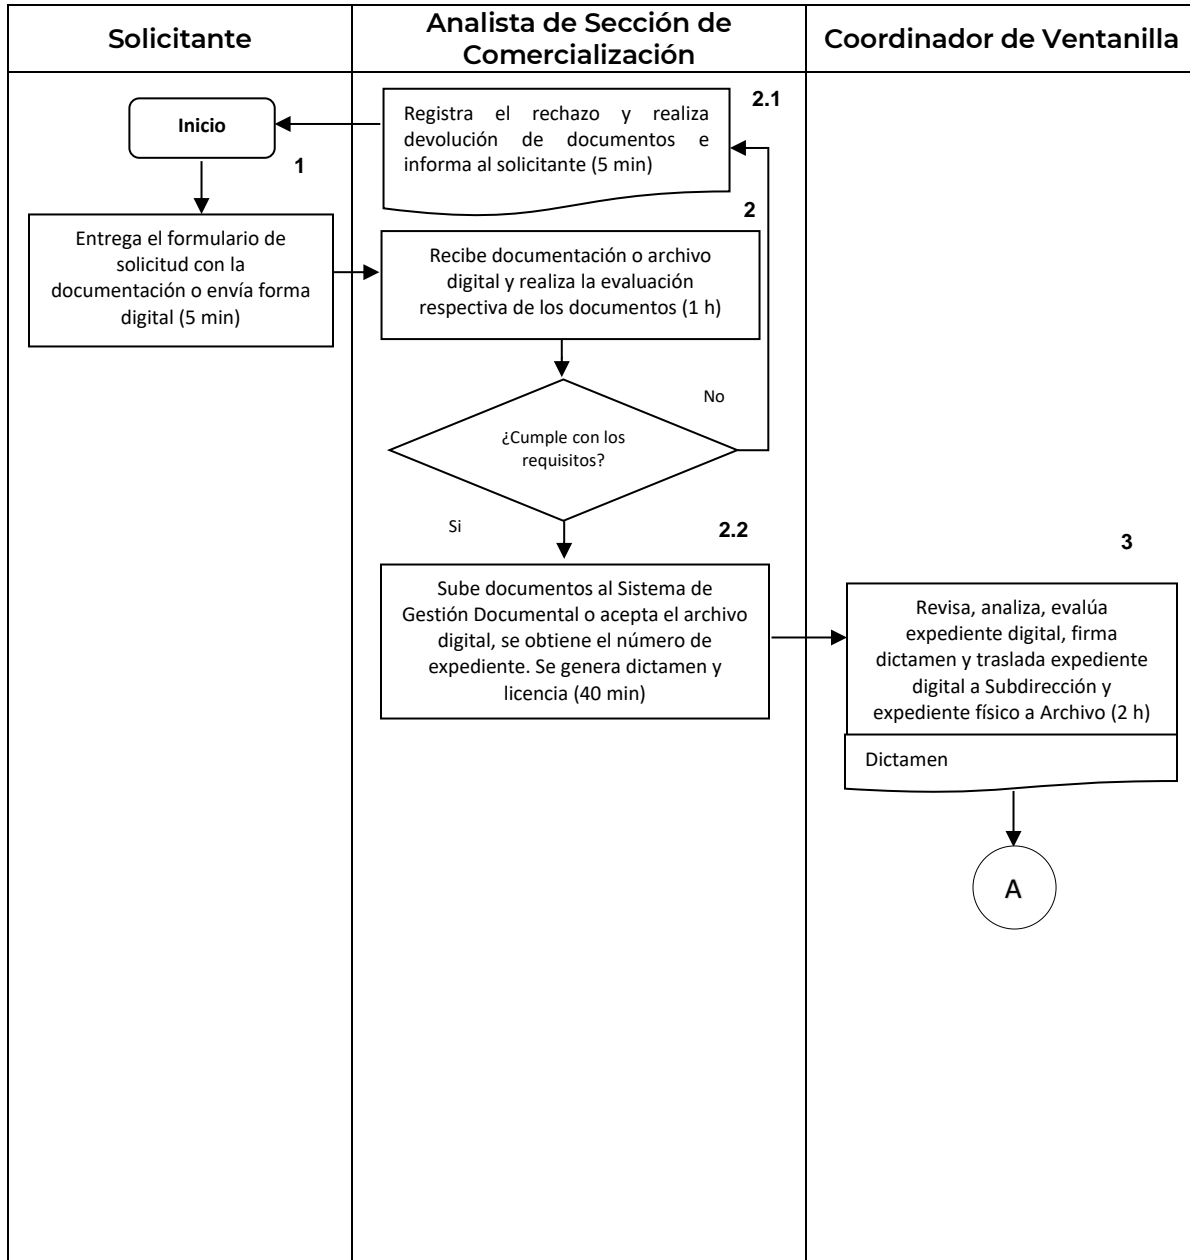 Solicitante
Analista de Sección de
Comercialización
Coordinador de Ventanilla
Inicio
1
Entrega el formulario de
solicitud con la
documentación o envía forma
digital (5 min)
2.1
Registra el rechazo y realiza
devolución de documentos e
informa al solicitante (5 min)
2
Recibe documentación o archivo
digital y realiza la evaluación
respectiva de los documentos (1 h)
No
¿Cumple con los
requisitos?
Si
2.2
Sube documentos al Sistema de
Gestión Documental o acepta el archivo
digital, se obtiene el número de
expediente. Se genera dictamen y
licencia (40 min)
3
Revisa, analiza, evalúa
expediente digital, firma
dictamen y traslada expediente
digital a Subdirección y
expediente físico a Archivo (2 h)
Dictamen
A